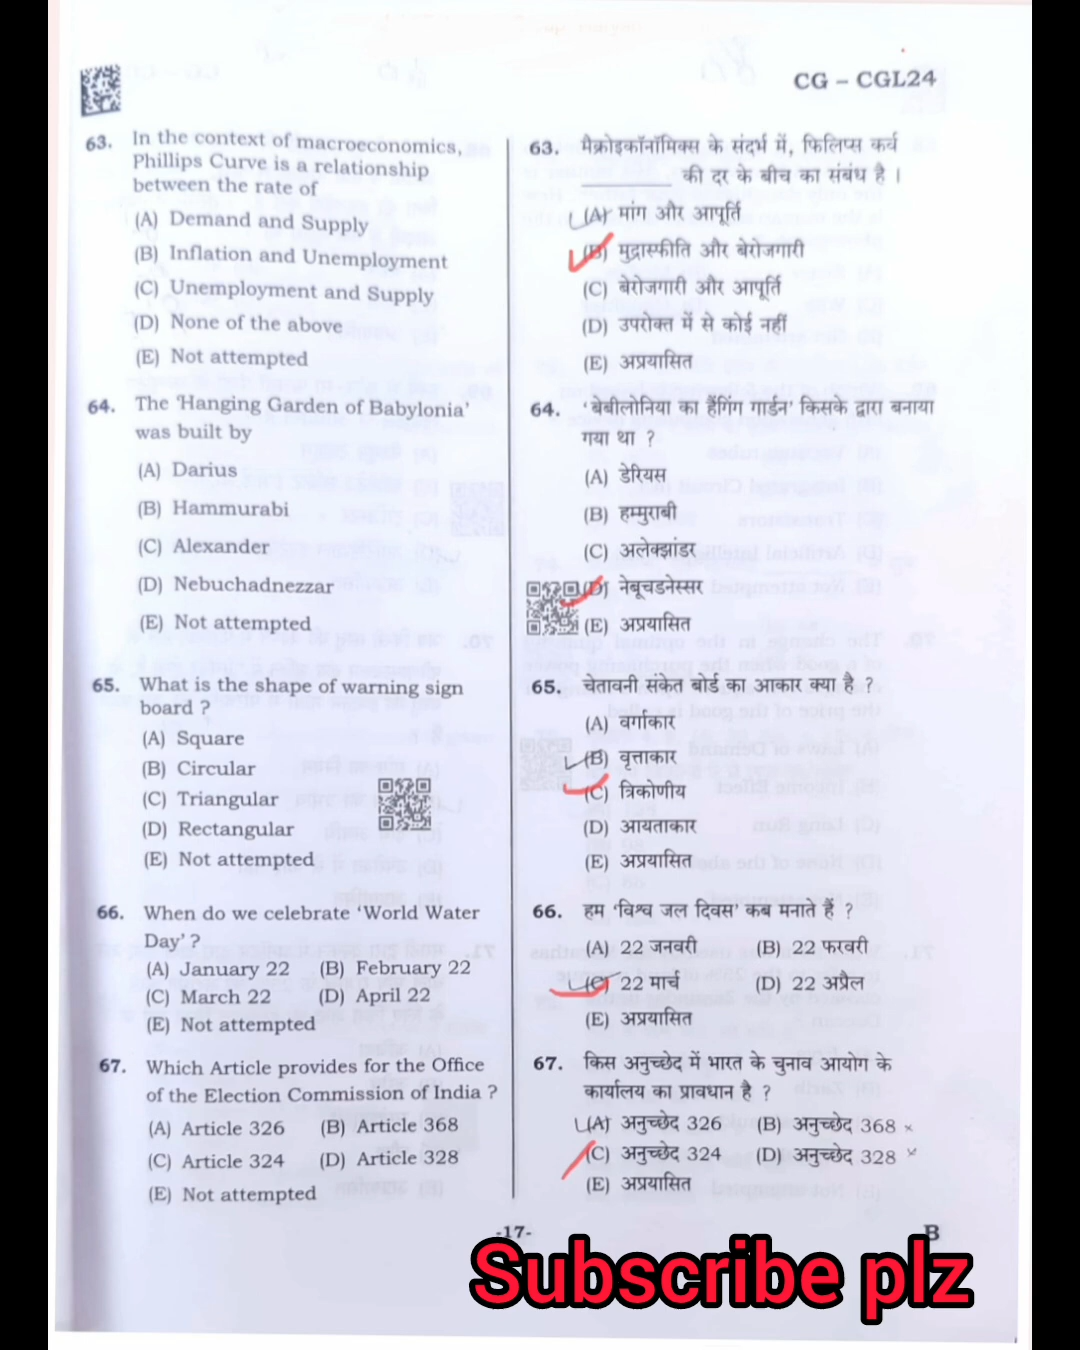 CG – CGL24
63. In the context of macroeconomics,
Phillips Curve is a relationship
between the rate of
(A) Demand and Supply
(B) Inflation and Unemployment
(C) Unemployment and Supply
(D) None of the above
(E) Not attempted
64. The 'Hanging Garden of Babylonia'
was built by
(A) Darius
(B) Hammurabi
(C) Alexander
(D) Nebuchadnezzar
(E) Not attempted
65. What is the shape of warning sign
board ?
(A) Square
(B) Circular
(C) Triangular
(D) Rectangular
(E) Not attempted
66. When do we celebrate 'World Water
Day' ?
(A) January 22 (B) February 22
(C) March 22 (D) April 22
(E) Not attempted
67. Which Article provides for the Office
of the Election Commission of India ?
(A) Article 326 (B) Article 368
(C) Article 324 (D) Article 328
(E) Not attempted
63. मैक्रोइकॉनॉमिक्स के संदर्भ में, फिलिप्स कर्व
________ की दर के बीच का संबंध है ।
(A) मांग और आपूर्ति
(B) मुद्रास्फीति और बेरोजगारी
(C) बेरोजगारी और आपूर्ति
(D) उपरोक्त में से कोई नहीं
(E) अप्रयासित
64. 'बेबीलोनिया का हैंगिंग गार्डन' किसके द्वारा बनाया
गया था ?
(A) डेरियस
(B) हम्मुराबी
(C) अलेक्झांडर
(D) नेबूचडनेस्सर
(E) अप्रयासित
65. चेतावनी संकेत बोर्ड का आकार क्या है ?
(A) वर्गाकार
(B) वृत्ताकार
(C) त्रिकोणीय
(D) आयताकार
(E) अप्रयासित
66. हम 'विश्व जल दिवस' कब मनाते हैं ?
(A) 22 जनवरी (B) 22 फरवरी
(C) 22 मार्च (D) 22 अप्रैल
(E) अप्रयासित
67. किस अनुच्छेद में भारत के चुनाव आयोग के
कार्यालय का प्रावधान है ?
(A) अनुच्छेद 326 (B) अनुच्छेद 368
(C) अनुच्छेद 324 (D) अनुच्छेद 328
(E) अप्रयासित
-17-
B
Subscribe plz